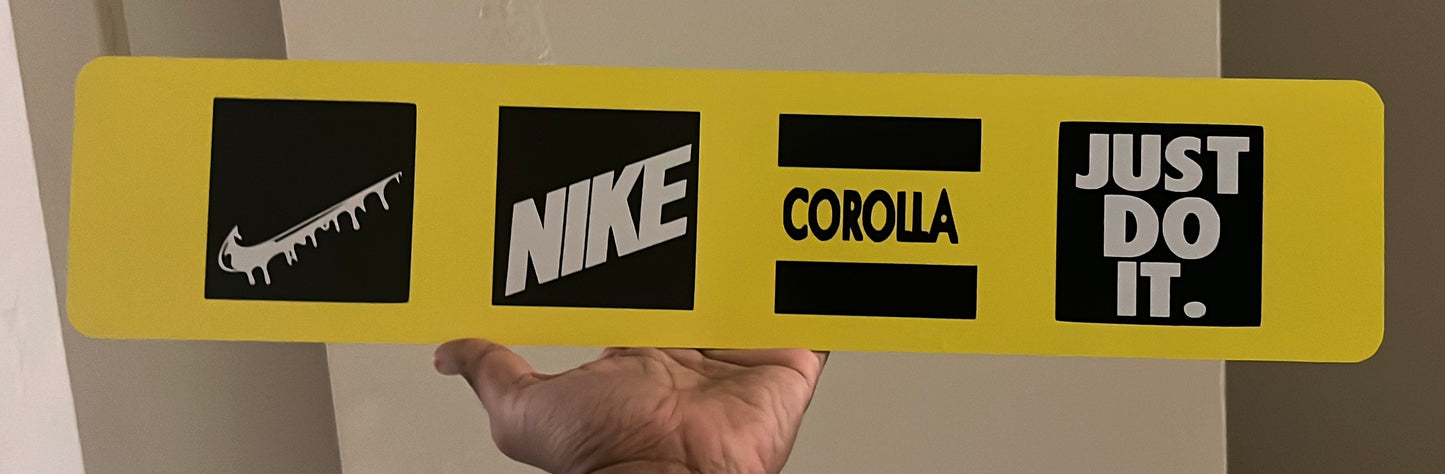 NIKE
COROLLA
JUST
DO
IT.